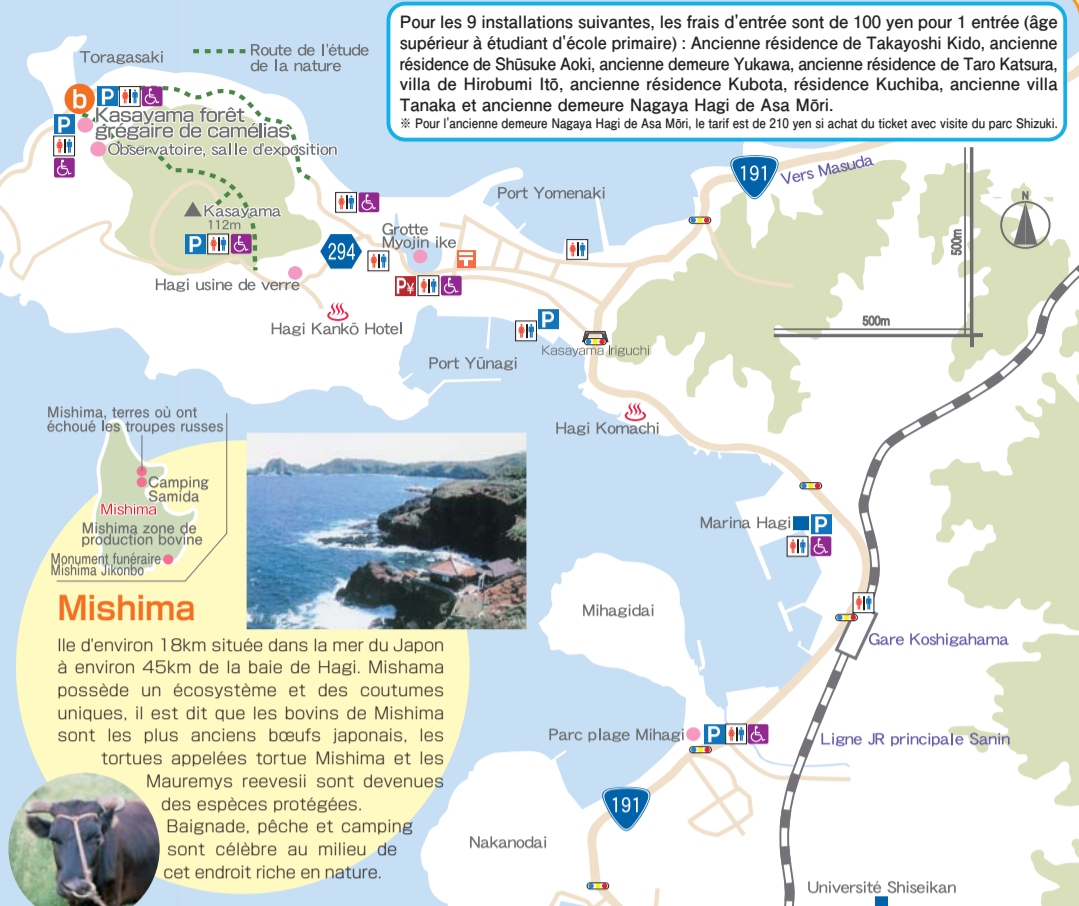 Pour les 9 installations suivantes, les frais d'entrée sont de 100 yen pour 1 entrée (âge
supérieur à étudiant d'école primaire) : Ancienne résidence de Takayoshi Kido, ancienne
résidence de Shūsuke Aoki, ancienne demeure Yukawa, ancienne résidence de Taro Katsura,
villa de Hirobumi Itō, ancienne résidence Kubota, résidence Kuchiba, ancienne villa
Tanaka et ancienne demeure Nagaya Hagi de Asa Mōri.
※ Pour l'ancienne demeure Nagaya Hagi de Asa Mōri, le tarif est de 210 yen si achat du ticket avec visite du parc Shizuki.
Toragasaki
Route de l'étude
de la nature
b
P
P
Kasayama forêt
grégaire de camélias
Observatoire, salle d'exposition
Kasayama
112m
P
294
Hagi usine de verre
Hagi Kankō Hotel
Grotte
Myojin ike
P¥
〒
Port Yomenaki
191
Vers Masuda
N
500m
500m
P
Kasayama Iriguchi
Port Yūnagi
Hagi Komachi
Marina Hagi
P
Mihagidai
Gare Koshigahama
Parc plage Mihagi
P
Ligne JR principale Sanin
191
Nakanodai
Université Shiseikan
Mishima, terres où ont
échoué les troupes russes
Camping
Samida
Mishima
Mishima zone de
production bovine
Monument funéraire
Mishima Jikonbo
Mishima
Ile d'environ 18km située dans la mer du Japon
à environ 45km de la baie de Hagi. Mishama
possède un écosystème et des coutumes
uniques, il est dit que les bovins de Mishima
sont les plus anciens bœufs japonais, les
tortues appelées tortue Mishima et les
Mauremys reevesii sont devenues
des espèces protégées.
Baignade, pêche et camping
sont célèbre au milieu de
cet endroit riche en nature.